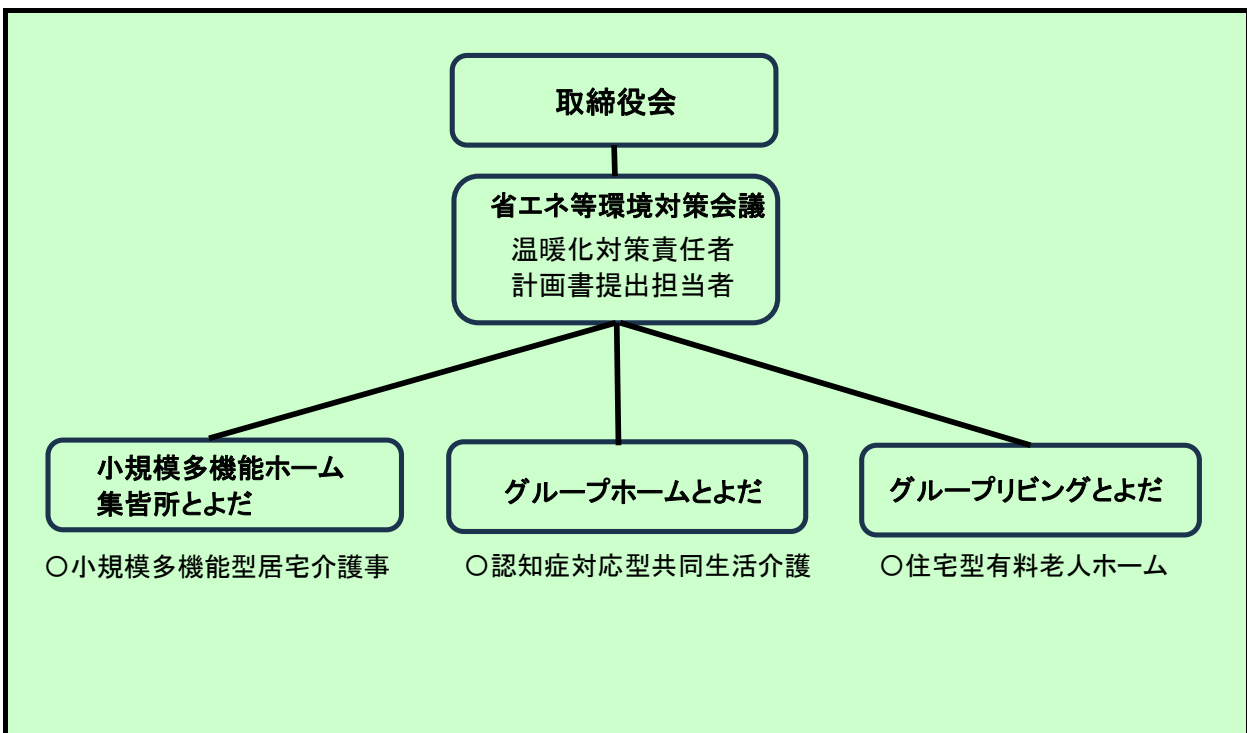 取締役会
省エネ等環境対策会議
温暖化対策責任者
計画書提出担当者
小規模多機能ホーム
集皆所とよだ
グループホームとよだ
グループリビングとよだ
○小規模多機能型居宅介護事
○認知症対応型共同生活介護
○住宅型有料老人ホーム